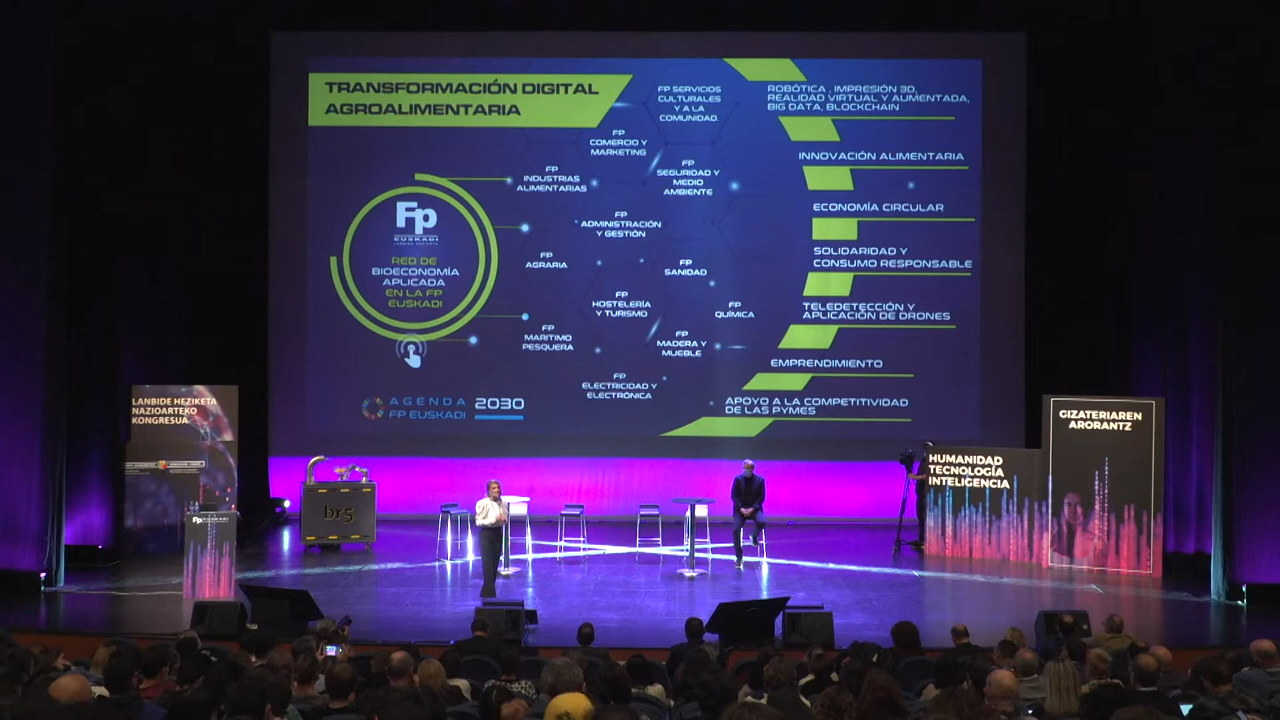 TRANSFORMACIÓN DIGITAL
AGROALIMENTARIA
Fp
EUSKADI
RED DE
BIOECONOMÍA
APLICADA
EN LA FP
EUSKADI
AGENDA
FP EUSKADI
2030
FP SERVICIOS
CULTURALES
Y A LA
COMUNIDAD.
FP
COMERCIO Y
MARKETING
FP
INDUSTRIAS
ALIMENTARIAS
FP
SEGURIDAD Y
MEDIO
AMBIENTE
FP
ADMINISTRACIÓN
Y GESTIÓN
FP
AGRARIA
FP
SANIDAD
FP
HOSTELERÍA
Y TURISMO
FP
QUÍMICA
FP
MARITIMO
PESQUERA
FP
MADERA Y
MUEBLE
FP
ELECTRICIDAD Y
ELECTRÓNICA
ROBÓTICA , IMPRESIÓN 3D,
REALIDAD VIRTUAL Y AUMENTADA,
BIG DATA, BLOCKCHAIN
INNOVACIÓN ALIMENTARIA
ECONOMÍA CIRCULAR
SOLIDARIDAD Y
CONSUMO RESPONSABLE
TELEDETECCIÓN Y
APLICACIÓN DE DRONES
EMPRENDIMIENTO
APOYO A LA COMPETITIVIDAD
DE LAS PYMES
LANBIDE HEZIKETA
NAZIOARTEKO
KONGRESUA
Fp
br5
HUMANIDAD
TECNOLOGÍA
INTELIGENCIA
GIZATERIAREN
ARORANTZ